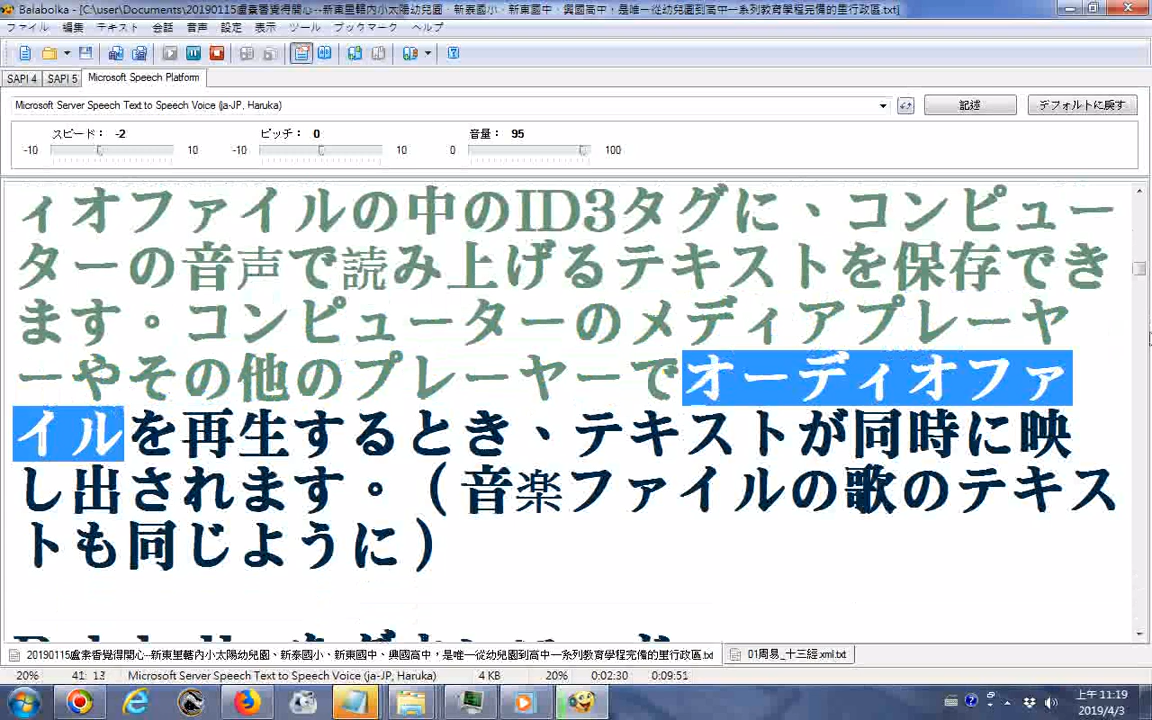 Balabolka - [C:\user\Documents\20190115盧素香覺得開心--新東里轄內小太陽幼兒園、新泰國小、新東國中、興國高中，是唯一從幼兒園到高中一系列教育學程完備的里行政區.txt]
ファイル 編集 テキスト 会話 音声 設定 表示 ツール ブックマーク ヘルプ
SAPI 4 SAPI 5 Microsoft Speech Platform
Microsoft Server Speech Text to Speech Voice (ja-JP, Haruka) 記述 デフォルトに戻す
スピード： -2 ピッチ： 0 音量： 95
-10 10 -10 10 0 100
ィオファイルの中のID3タグに、コンピュー
ターの音声で読み上げるテキストを保存でき
ます。コンピューターのメディアプレーヤ
ーやその他のプレーヤーでオーディオファ
イルを再生するとき、テキストが同時に映
し出されます。（音楽ファイルの歌のテキス
トも同じように）
20190115盧素香覺得開心--新東里轄內小太陽幼兒園、新泰國小、新東國中、興國高中，是唯一從幼兒園到高中一系列教育學程完備的里行政區.txt 01周易_十三經.xml.txt
20% 41: 13 Microsoft Server Speech Text to Speech Voice (ja-JP, Haruka) 4 KB 20% 0:02:30 0:09:51
上午 11:19
2019/4/3